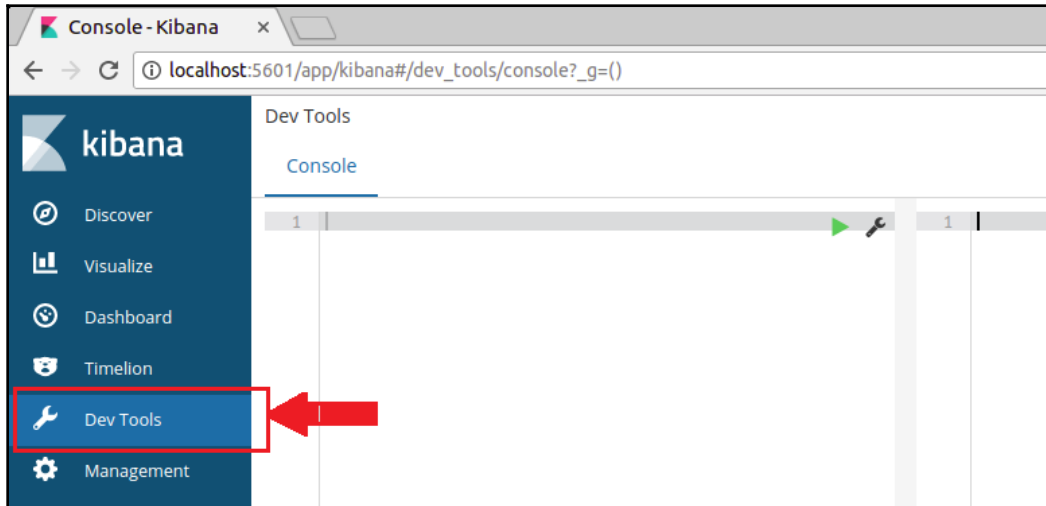 Console - Kibana
localhost:5601/app/kibana#/dev_tools/console?_g=()
kibana
Discover
Visualize
Dashboard
Timelion
Dev Tools
Management
Dev Tools
Console
1
1